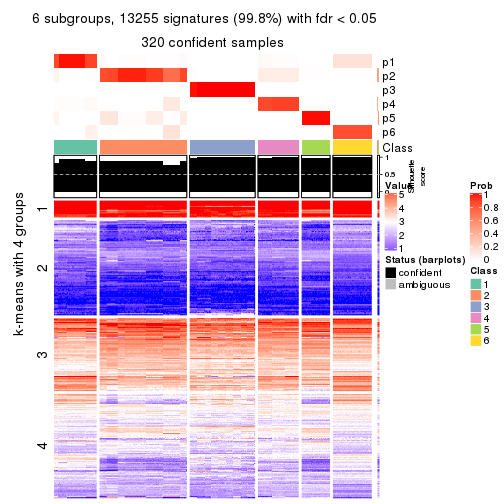 6 subgroups, 13255 signatures (99.8%) with fdr < 0.05
320 confident samples
p1
p2
p3
p4
p5
p6
Class
1
0.5
0
Silhouette
score
k-means with 4 groups
1
2
3
4
Value
5
4
3
2
1
Status (barplots)
confident
ambiguous
Prob
1
0.8
0.6
0.4
0.2
0
Class
1
2
3
4
5
6